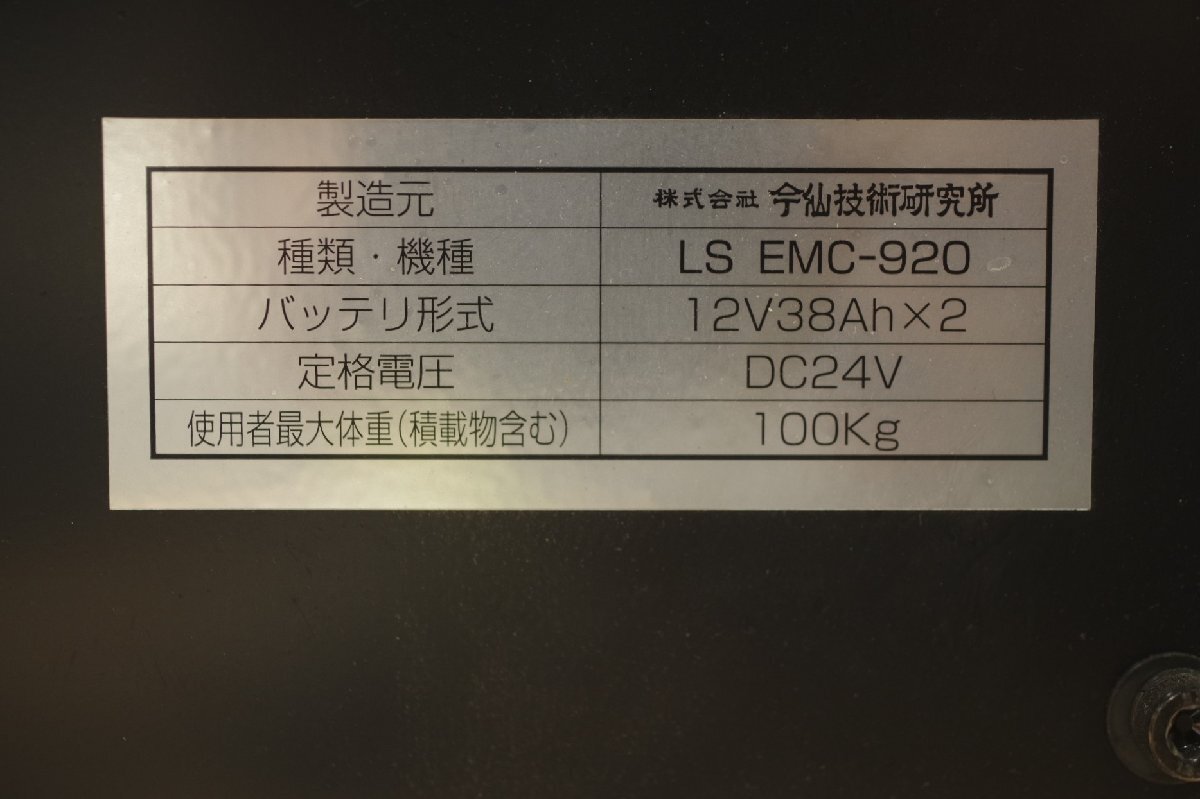 製造元 株式会社 今仙技術研究所
種類・機種 LS EMC-920
バッテリ形式 12V38Ah×2
定格電圧 DC24V
使用者最大体重(積載物含む) 100Kg